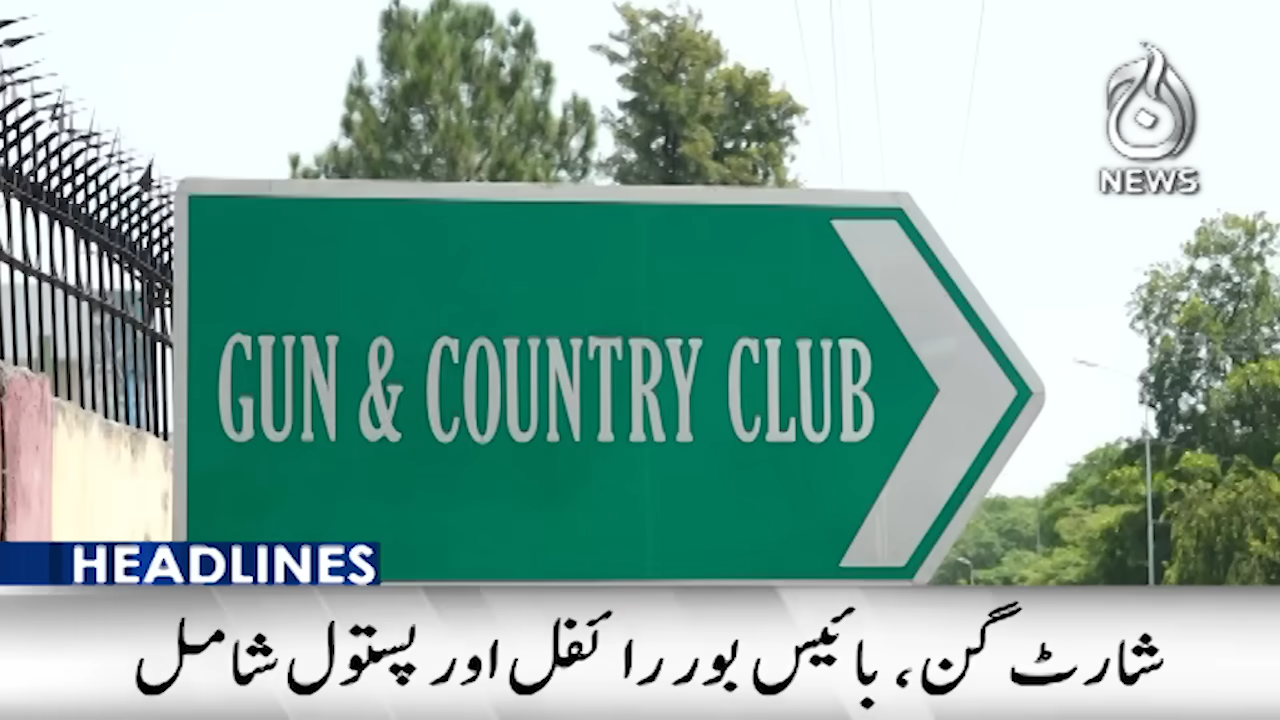 NEWS
GUN & COUNTRY CLUB
HEADLINES
شارٹ گن، بائیس بور رائفل اور پستول شامل